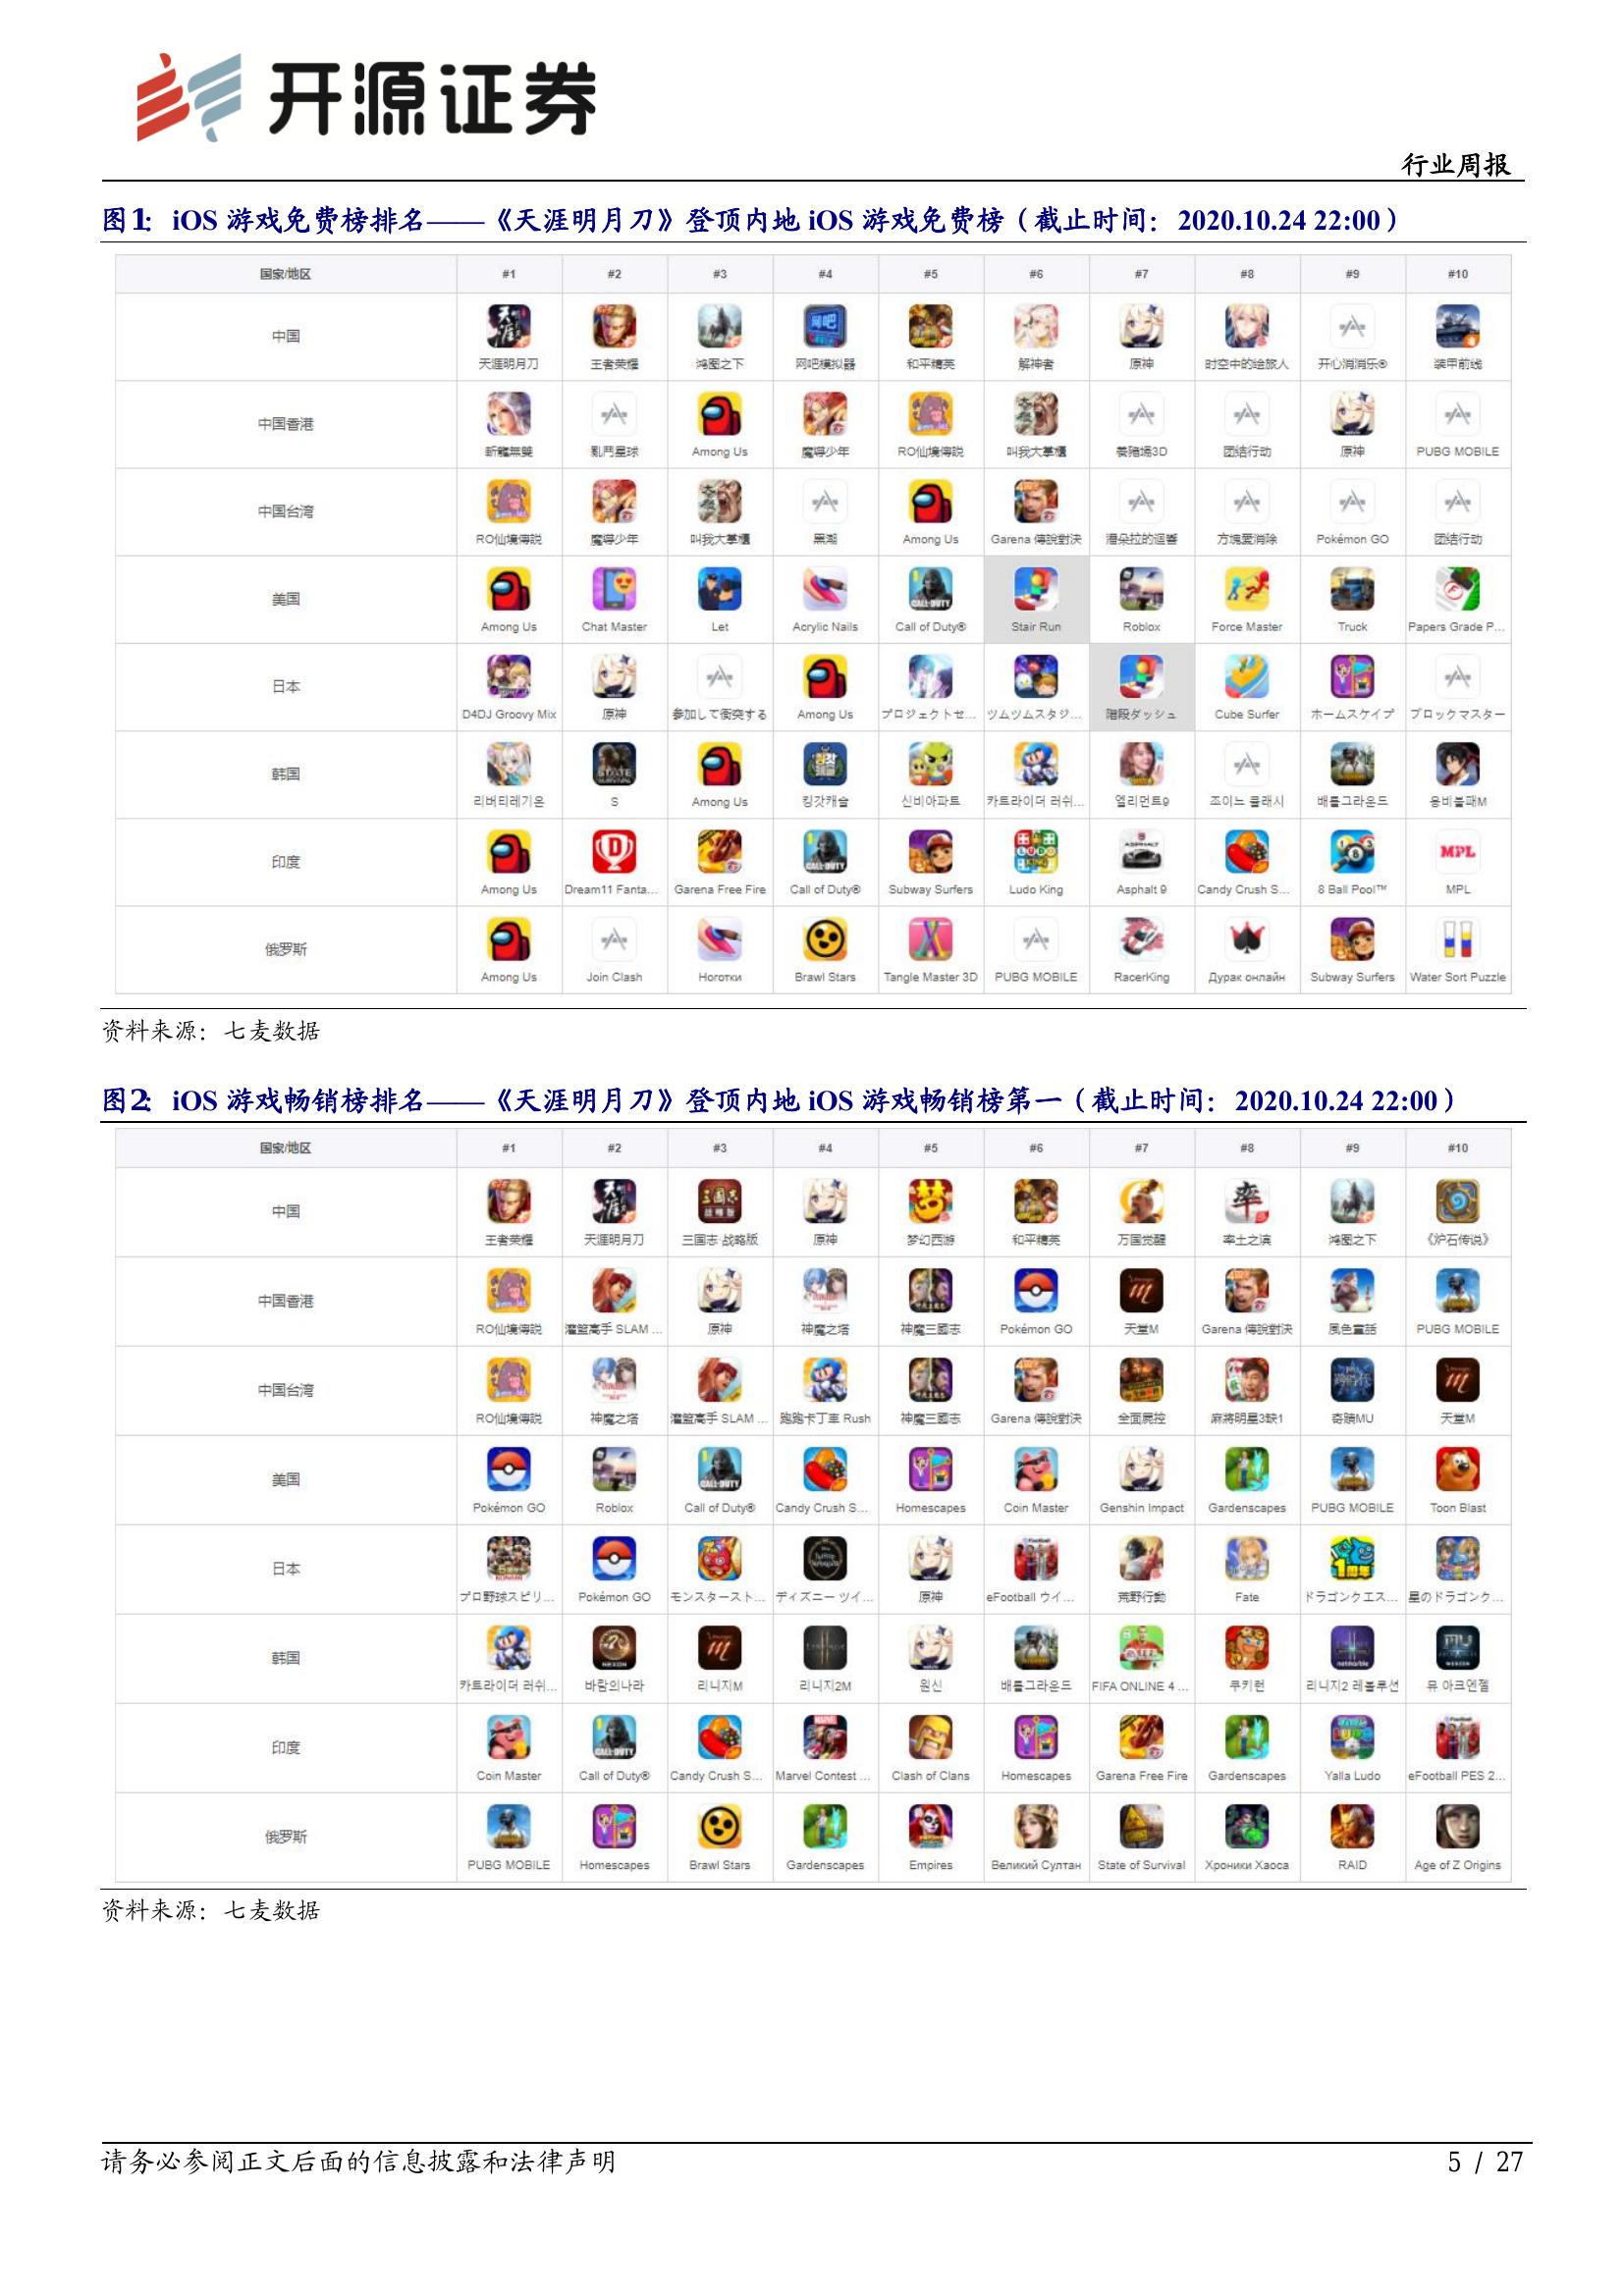 开源证券
行业周报
图1：iOS 游戏免费榜排名——《天涯明月刀》登顶内地 iOS 游戏免费榜（截止时间：2020.10.24 22:00）
国家/地区 #1 #2 #3 #4 #5 #6 #7 #8 #9 #10
中国 天涯明月刀 王者荣耀 鸿图之下 网吧模拟器 和平精英 解神者 原神 时空中的绘旅人 开心消消乐® 装甲前线
中国香港 斬龍無雙 亂鬥星球 Among Us 魔導少年 RO仙境傳說 叫我大掌櫃 養豬場3D 团结行动 原神 PUBG MOBILE
中国台湾 RO仙境傳說 魔導少年 叫我大掌櫃 黑潮 Among Us Garena 傳說對決 潘朵拉的迴響 方塊愛消除 Pokémon GO 团结行动
美国 Among Us Chat Master Let Acrylic Nails Call of Duty® Stair Run Roblox Force Master Truck Papers Grade P...
日本 D4DJ Groovy Mix 原神 参加して衝突する Among Us プロジェクトセ... ツムツムスタジ... 階段ダッシュ Cube Surfer ホームスケイプ ブロックマスター
韩国 리버티레기온 S Among Us 킹갓캐슬 신비아파트 카트라이더 러쉬... 엘리먼트9 조이느 클래시 배틀그라운드 용비불패M
印度 Among Us Dream11 Fanta... Garena Free Fire Call of Duty® Subway Surfers Ludo King Asphalt 9 Candy Crush S... 8 Ball Pool™ MPL
俄罗斯 Among Us Join Clash Ноготки Brawl Stars Tangle Master 3D PUBG MOBILE RacerKing Дурак онлайн Subway Surfers Water Sort Puzzle
资料来源：七麦数据
图2：iOS 游戏畅销榜排名——《天涯明月刀》登顶内地 iOS 游戏畅销榜第一（截止时间：2020.10.24 22:00）
国家/地区 #1 #2 #3 #4 #5 #6 #7 #8 #9 #10
中国 王者荣耀 天涯明月刀 三国志·战略版 原神 梦幻西游 和平精英 万国觉醒 率土之滨 鸿图之下 《炉石传说》
中国香港 RO仙境傳說 灌籃高手 SLAM ... 原神 神魔之塔 神魔三國志 Pokémon GO 天堂M Garena 傳說對決 風色童話 PUBG MOBILE
中国台湾 RO仙境傳說 神魔之塔 灌籃高手 SLAM ... 跑跑卡丁車 Rush 神魔三國志 Garena 傳說對決 全面屍控 麻將明星3缺1 奇蹟MU 天堂M
美国 Pokémon GO Roblox Call of Duty® Candy Crush S... Homescapes Coin Master Genshin Impact Gardenscapes PUBG MOBILE Toon Blast
日本 プロ野球スピリ... Pokémon GO モンスタースト... ディズニー ツイ... 原神 eFootball ウイ... 荒野行動 Fate ドラゴンクエス... 星のドラゴンク...
韩国 카트라이더 러쉬... 바람의나라 리니지M 리니지2M 원신 배틀그라운드 FIFA ONLINE 4 ... 쿠키런 리니지2 레볼루션 뮤 아크엔젤
印度 Coin Master Call of Duty® Candy Crush S... Marvel Contest ... Clash of Clans Homescapes Garena Free Fire Gardenscapes Yalla Ludo eFootball PES 2...
俄罗斯 PUBG MOBILE Homescapes Brawl Stars Gardenscapes Empires Великий Султан State of Survival Хроники Хаоса RAID Age of Z Origins
资料来源：七麦数据
请务必参阅正文后面的信息披露和法律声明
5 / 27